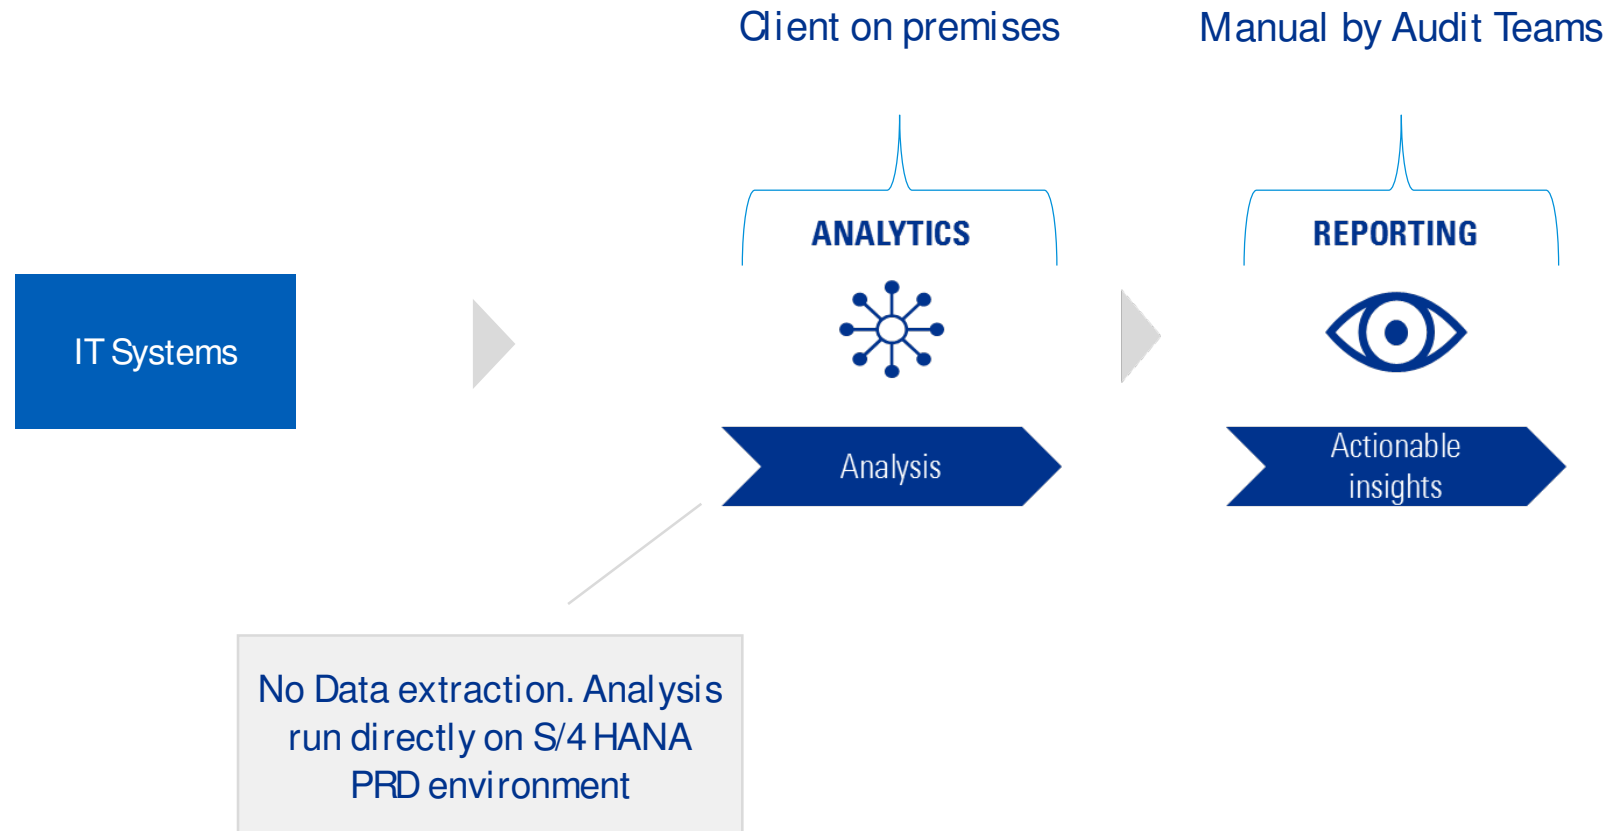 Client on premises
Manual by Audit Teams
ANALYTICS
REPORTING
IT Systems
Analysis
Actionable
insights
No Data extraction. Analysis
run directly on S/4 HANA
PRD environment